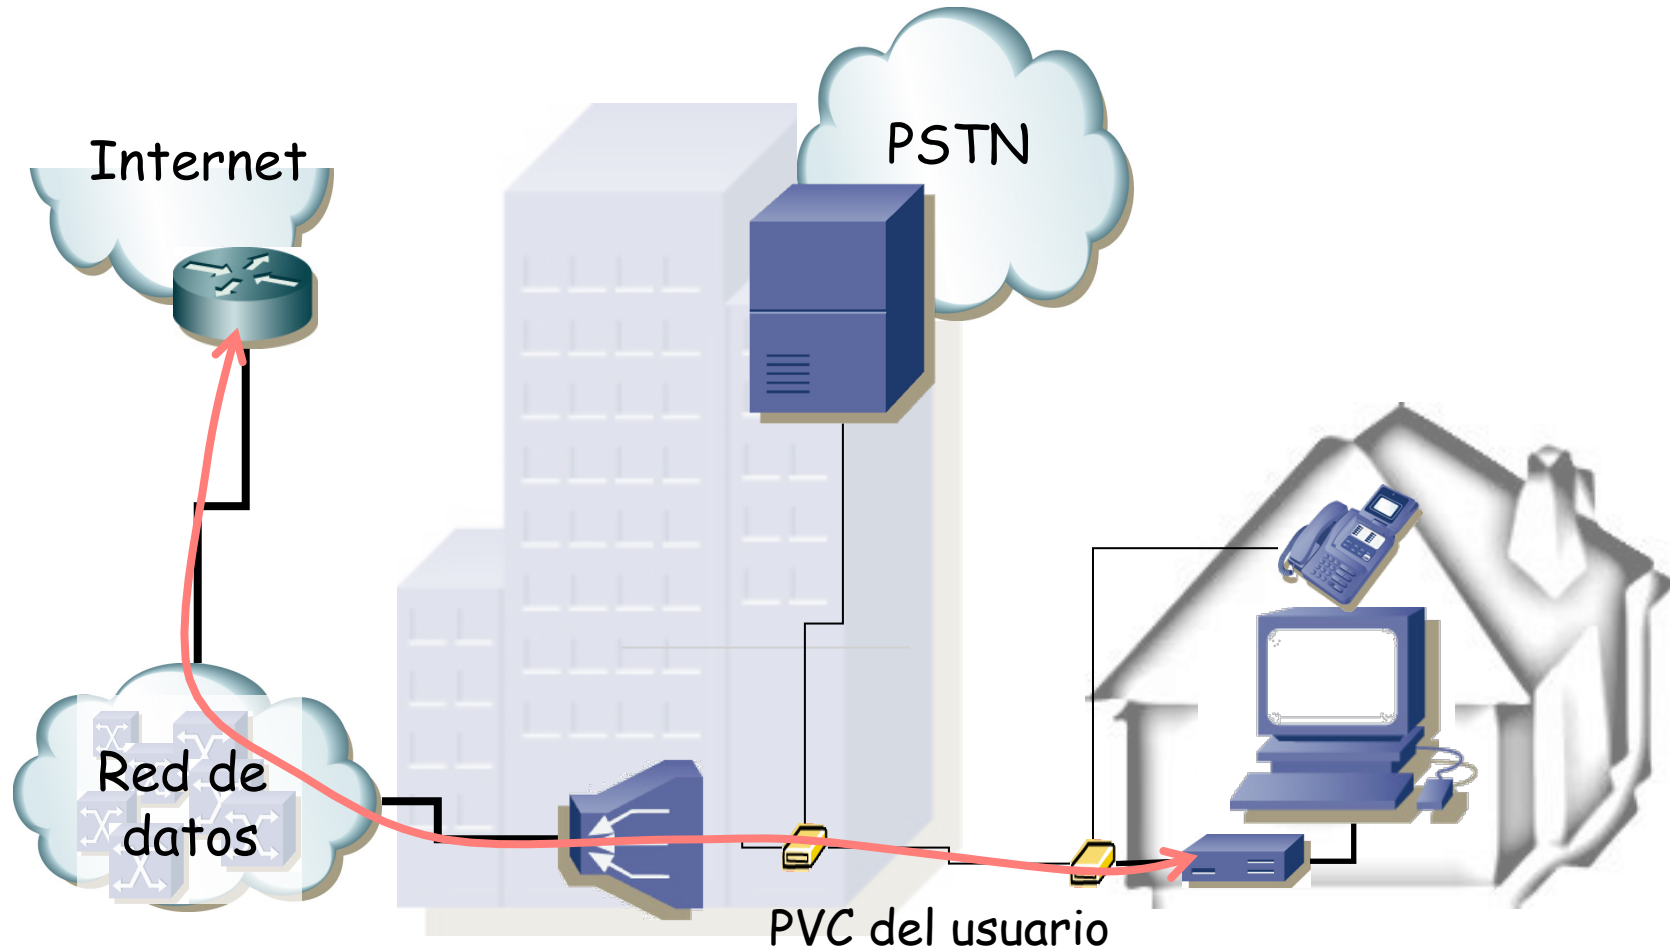 Internet
PSTN
Red de
datos
PVC del usuario